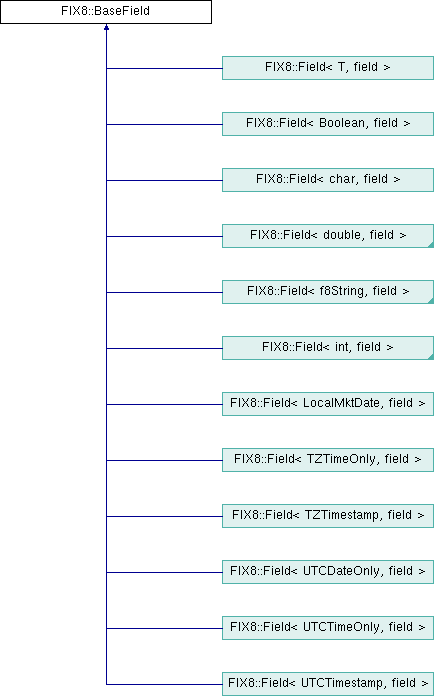 FIX8::BaseField
FIX8::Field< T, field >
FIX8::Field< Boolean, field >
FIX8::Field< char, field >
FIX8::Field< double, field >
FIX8::Field< f8String, field >
FIX8::Field< int, field >
FIX8::Field< LocalMktDate, field >
FIX8::Field< TZTimeOnly, field >
FIX8::Field< TZTimestamp, field >
FIX8::Field< UTCDateOnly, field >
FIX8::Field< UTCTimeOnly, field >
FIX8::Field< UTCTimestamp, field >